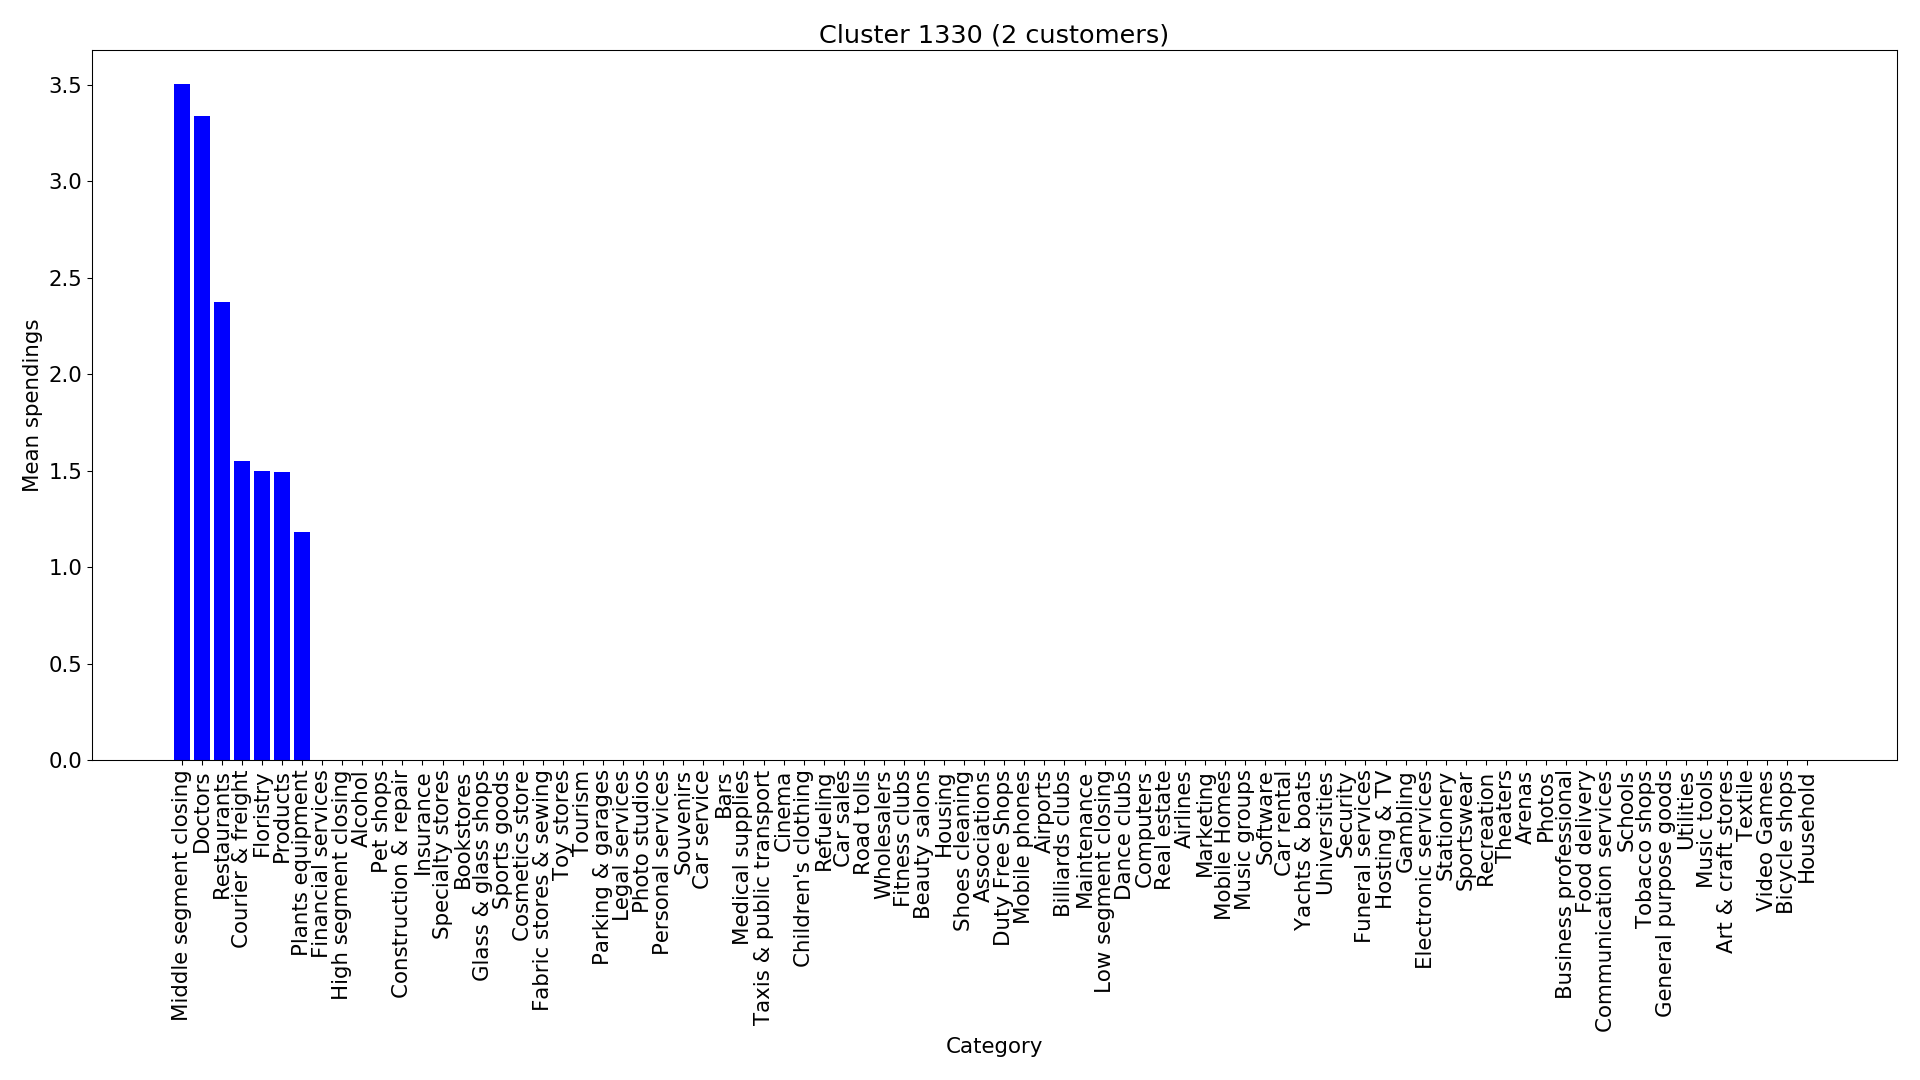 Cluster 1330 (2 customers)
Mean spendings
3.5
3.0
2.5
2.0
1.5
1.0
0.5
0.0
Middle segment closing
Doctors
Restaurants
Courier & freight
Floristry
Products
Plants equipment
Financial services
High segment closing
Alcohol
Pet shops
Construction & repair
Insurance
Specialty stores
Bookstores
Glass & glass shops
Sports goods
Cosmetics store
Fabric stores & sewing
Toy stores
Tourism
Parking & garages
Legal services
Photo studios
Personal services
Souvenirs
Car service
Bars
Medical supplies
Taxis & public transport
Cinema
Children's clothing
Refueling
Car sales
Road tolls
Wholesalers
Fitness clubs
Beauty salons
Housing
Shoes cleaning
Associations
Duty Free Shops
Mobile phones
Airports
Billiards clubs
Maintenance
Low segment closing
Dance clubs
Computers
Real estate
Airlines
Marketing
Mobile Homes
Music groups
Software
Car rental
Yachts & boats
Universities
Security
Funeral services
Hosting & TV
Gambling
Electronic services
Stationery
Sportswear
Recreation
Theaters
Arenas
Photos
Business professional
Food delivery
Communication services
Schools
Tobacco shops
General purpose goods
Utilities
Music tools
Art & craft stores
Textile
Video Games
Bicycle shops
Household
Category